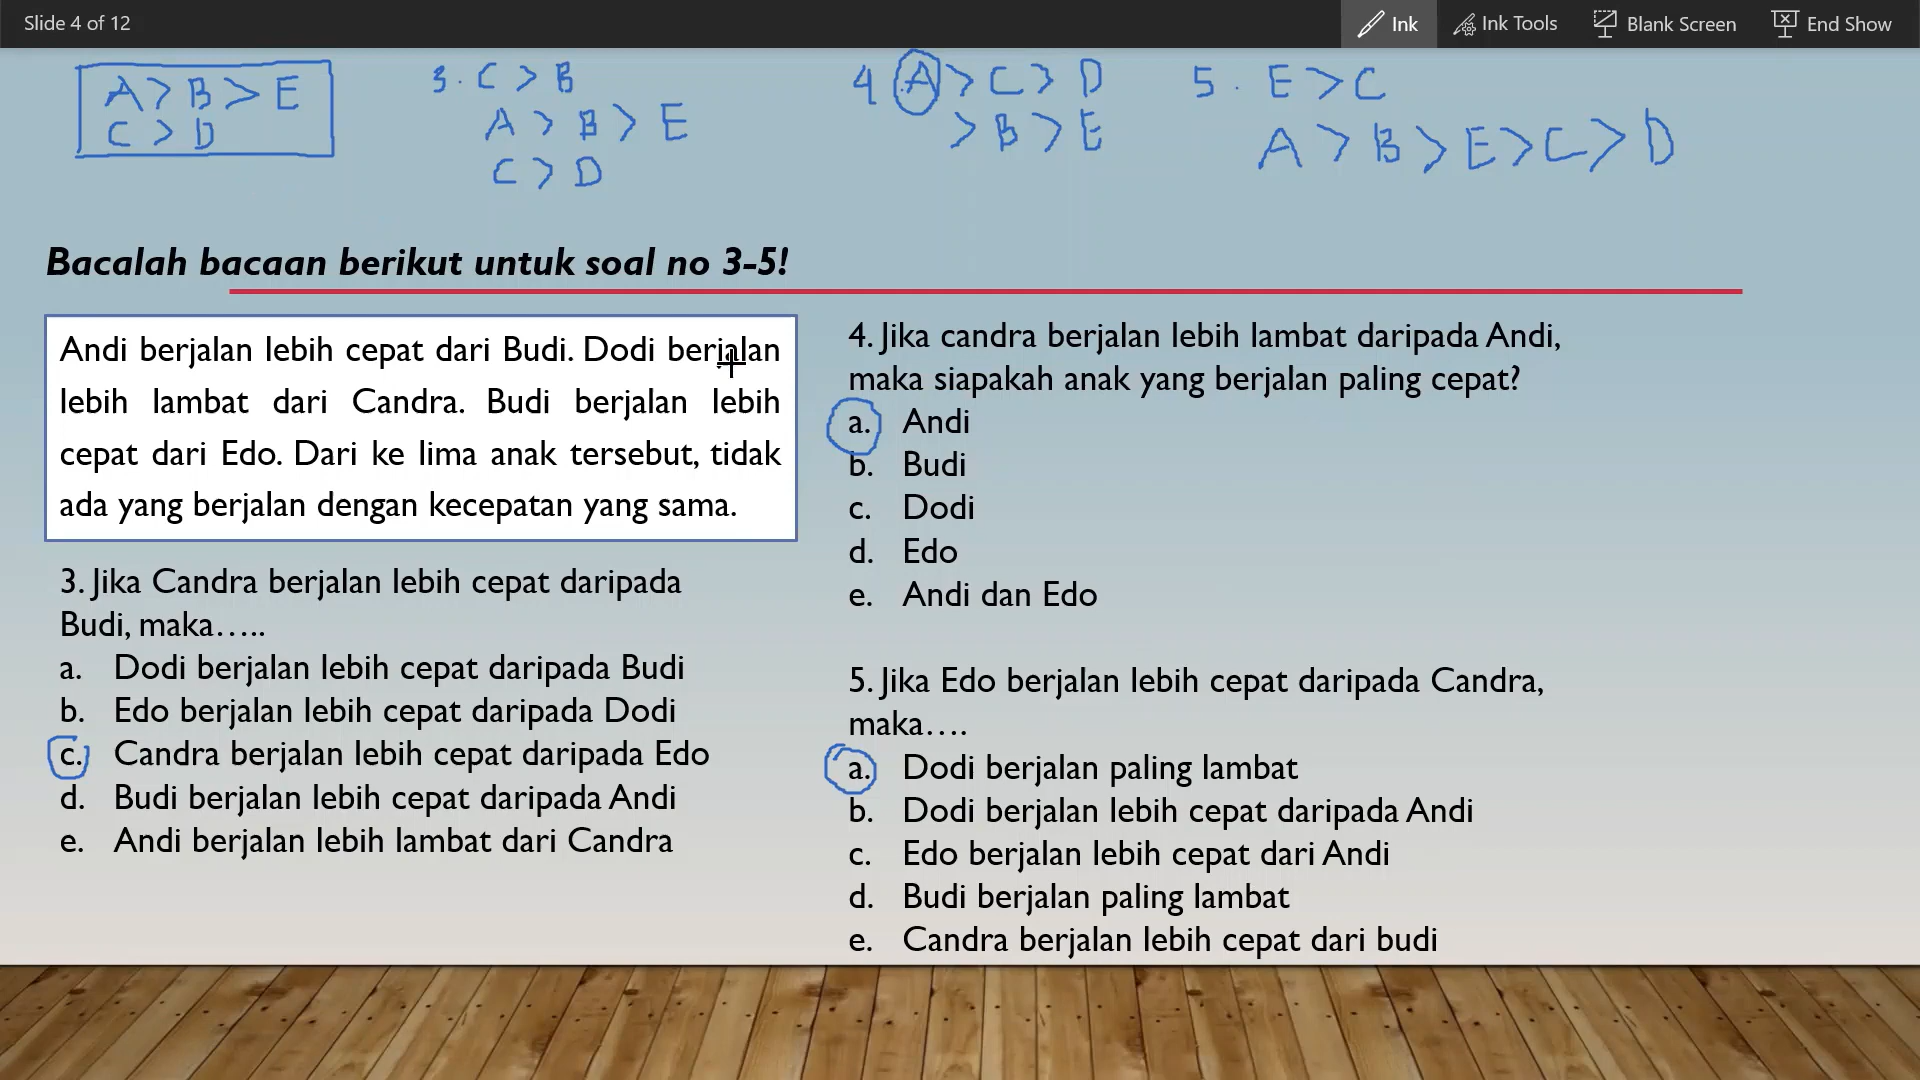 Slide 4 of 12
Ink
Ink Tools
Blank Screen
End Show
A > B > E
C > D
3. C > B
A > B > E
C > D
4 A > C > D
> B > E
5. E > C
A > B > E > C > D
Bacalah bacaan berikut untuk soal no 3-5!
Andi berjalan lebih cepat dari Budi. Dodi berjalan
lebih lambat dari Candra. Budi berjalan lebih
cepat dari Edo. Dari ke lima anak tersebut, tidak
ada yang berjalan dengan kecepatan yang sama.
3. Jika Candra berjalan lebih cepat daripada
Budi, maka…..
a. Dodi berjalan lebih cepat daripada Budi
b. Edo berjalan lebih cepat daripada Dodi
c. Candra berjalan lebih cepat daripada Edo
d. Budi berjalan lebih cepat daripada Andi
e. Andi berjalan lebih lambat dari Candra
4. Jika candra berjalan lebih lambat daripada Andi,
maka siapakah anak yang berjalan paling cepat?
a. Andi
b. Budi
c. Dodi
d. Edo
e. Andi dan Edo
5. Jika Edo berjalan lebih cepat daripada Candra,
maka….
a. Dodi berjalan paling lambat
b. Dodi berjalan lebih cepat daripada Andi
c. Edo berjalan lebih cepat dari Andi
d. Budi berjalan paling lambat
e. Candra berjalan lebih cepat dari budi